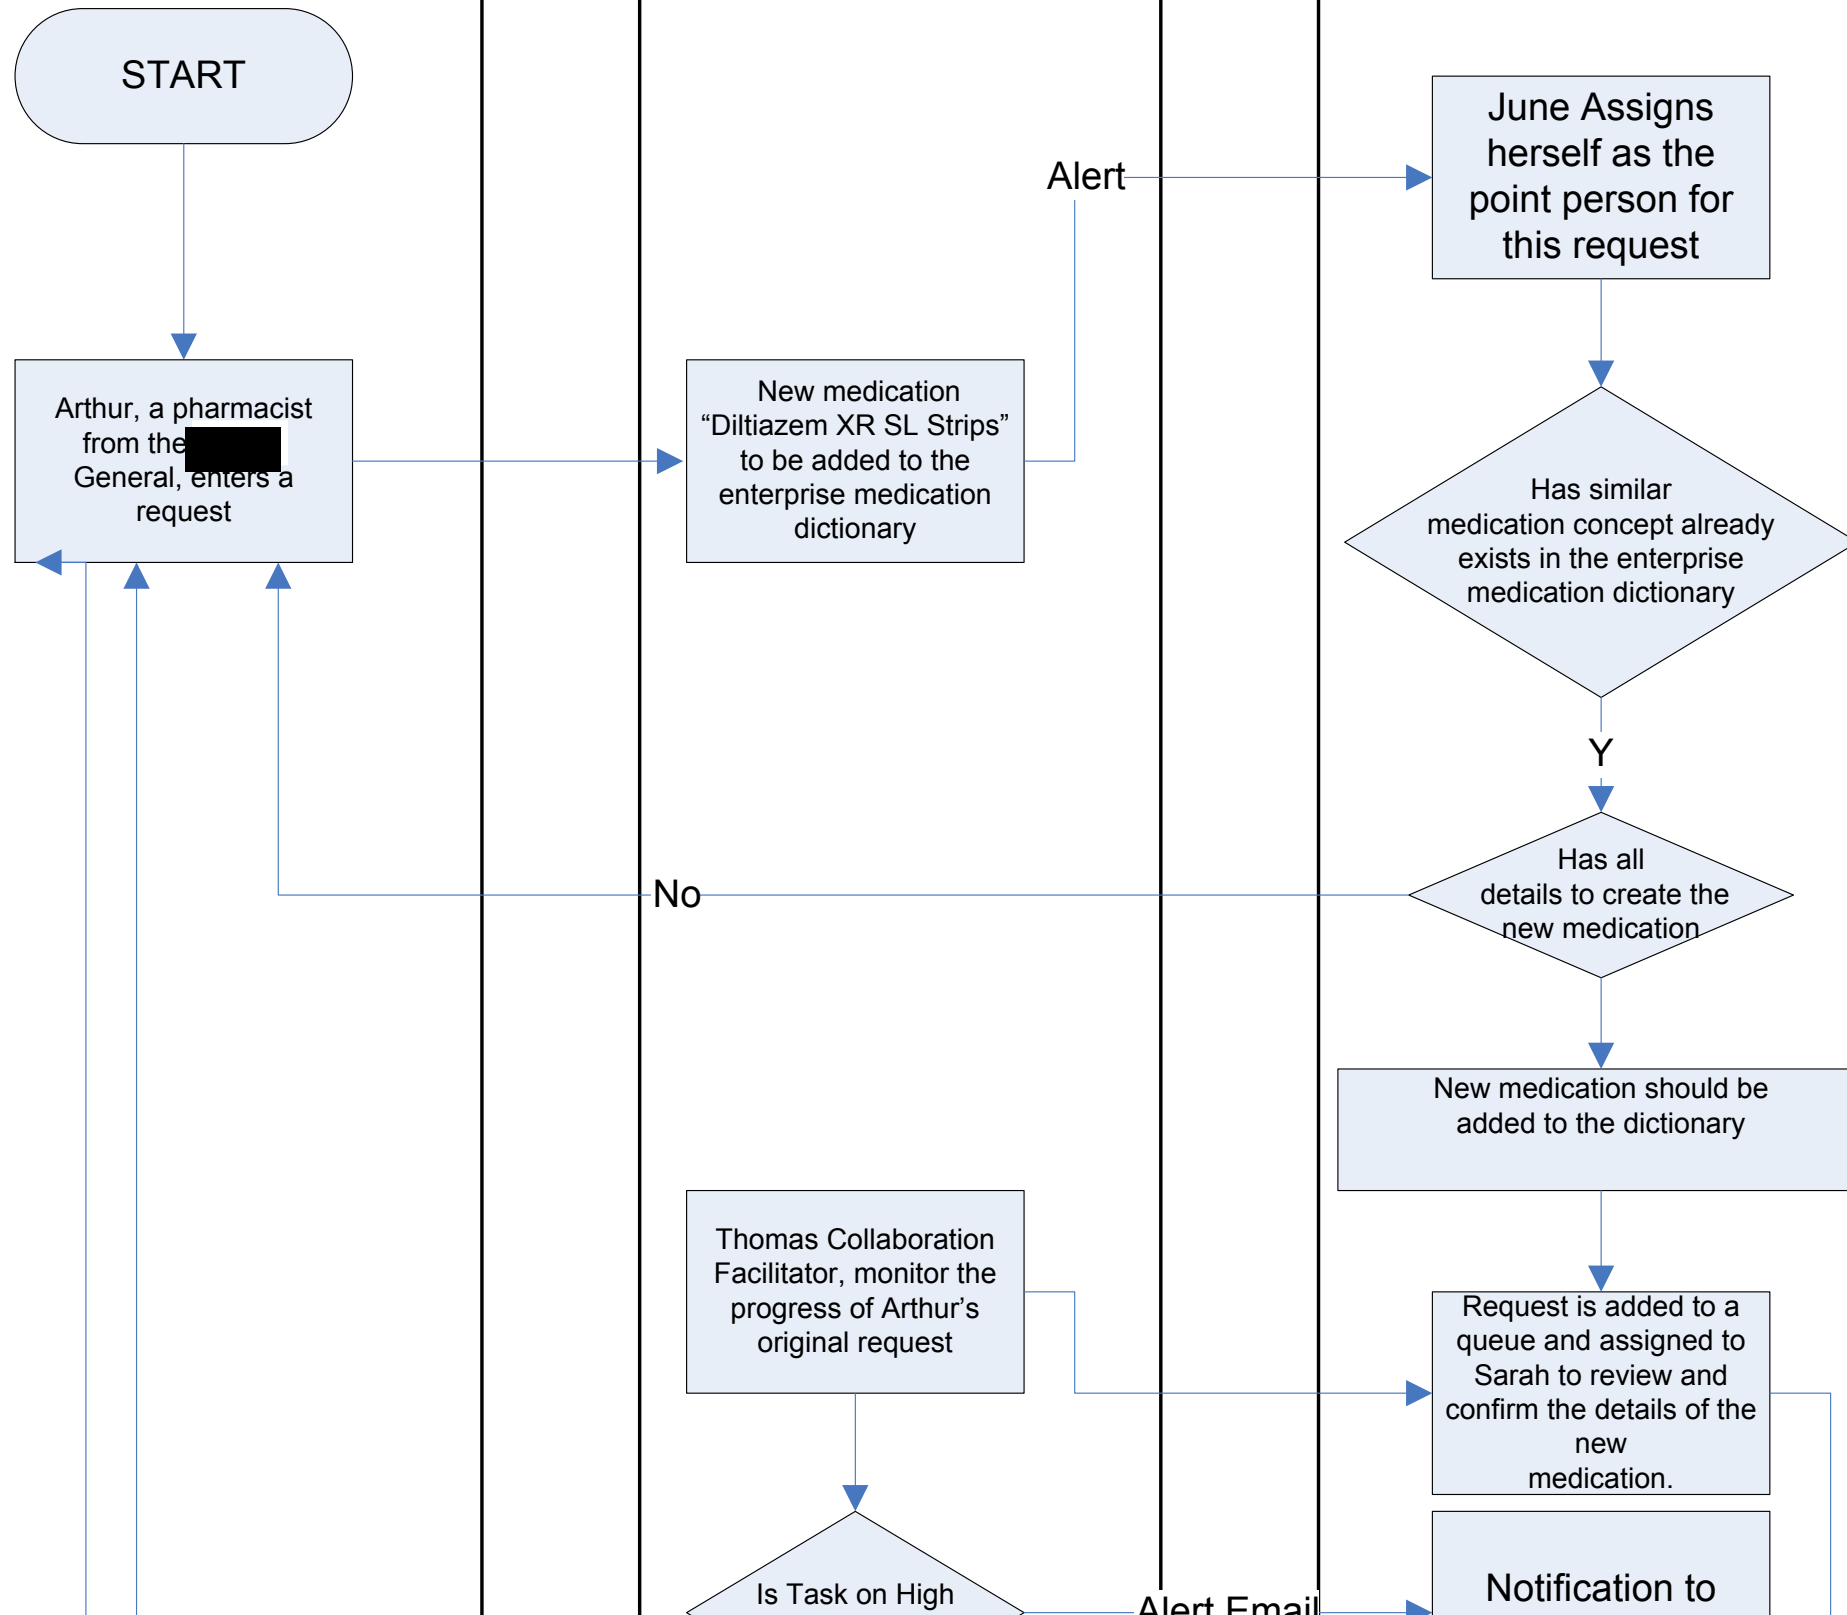 START
Arthur, a pharmacist
from the
General, enters a
request
New medication
“Diltiazem XR SL Strips”
to be added to the
enterprise medication
dictionary
Alert
June Assigns
herself as the
point person for
this request
Has similar
medication concept already
exists in the enterprise
medication dictionary
Y
Has all
details to create the
new medication
No
New medication should be
added to the dictionary
Thomas Collaboration
Facilitator, monitor the
progress of Arthur’s
original request
Request is added to a
queue and assigned to
Sarah to review and
confirm the details of the
new
medication.
Is Task on High
Alert Email
Notification to